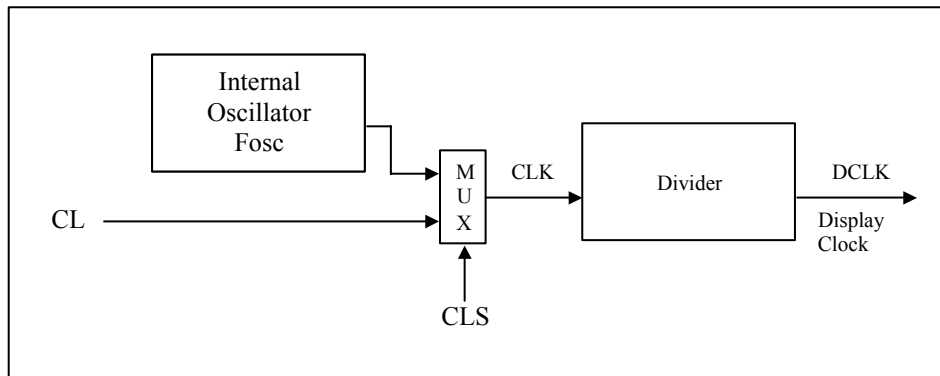 Internal
Oscillator
Fosc
M
U
X
CL
CLS
CLK
Divider
DCLK
Display
Clock